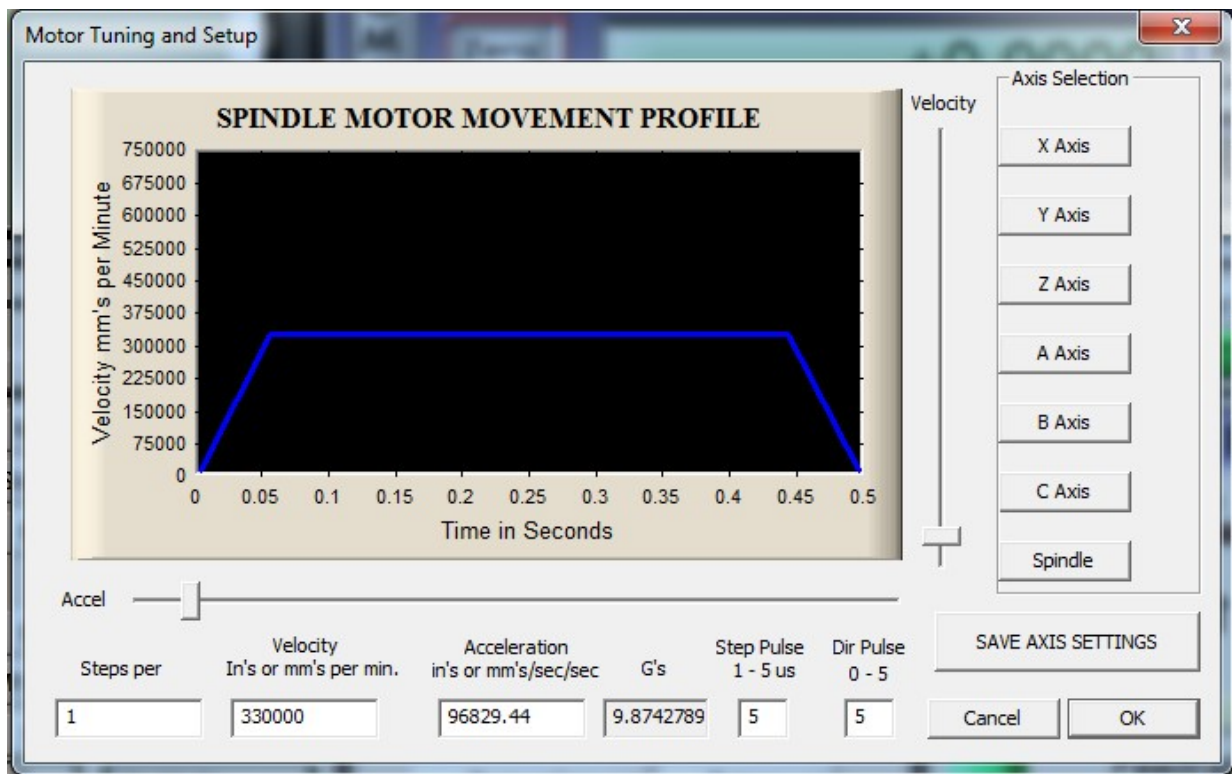 Motor Tuning and Setup
SPINDLE MOTOR MOVEMENT PROFILE
Velocity mm's per Minute
750000
675000
600000
525000
450000
375000
300000
225000
150000
75000
0
0 0.05 0.1 0.15 0.2 0.25 0.3 0.35 0.4 0.45 0.5
Time in Seconds
Velocity
Axis Selection
X Axis
Y Axis
Z Axis
A Axis
B Axis
C Axis
Spindle
Accel
Steps per
Velocity
In's or mm's per min.
Acceleration
in's or mm's/sec/sec
G's
Step Pulse
1 - 5 us
Dir Pulse
0 - 5
1
330000
96829.44
9.8742789
5
5
SAVE AXIS SETTINGS
Cancel
OK